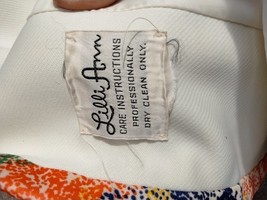 Lilli Ann
CARE INSTRUCTIONS
PROFESSIONALLY
DRY CLEAN ONLY.